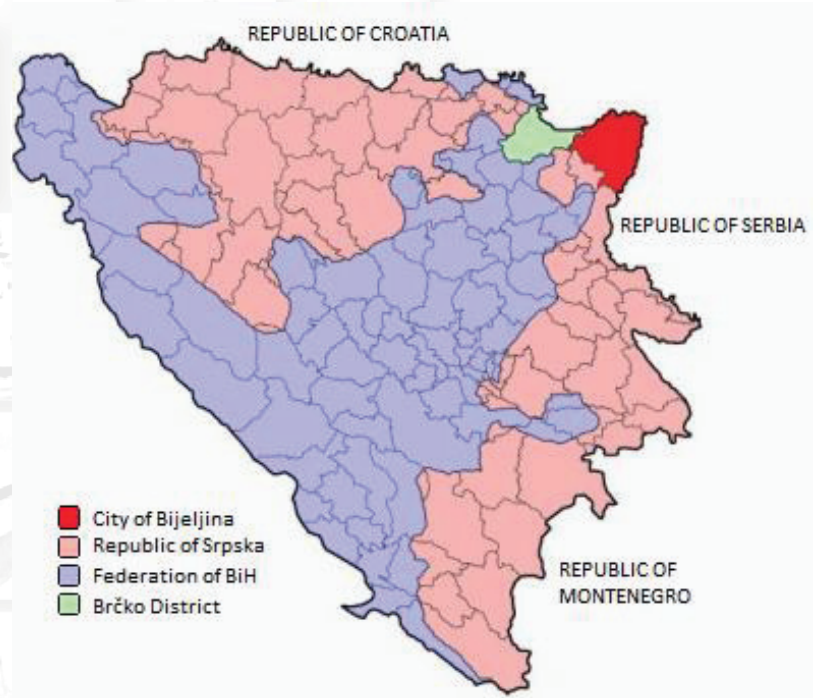 REPUBLIC OF CROATIA
REPUBLIC OF SERBIA
City of Bijeljina
Republic of Srpska
Federation of BiH
Brčko District
REPUBLIC OF
MONTENEGRO